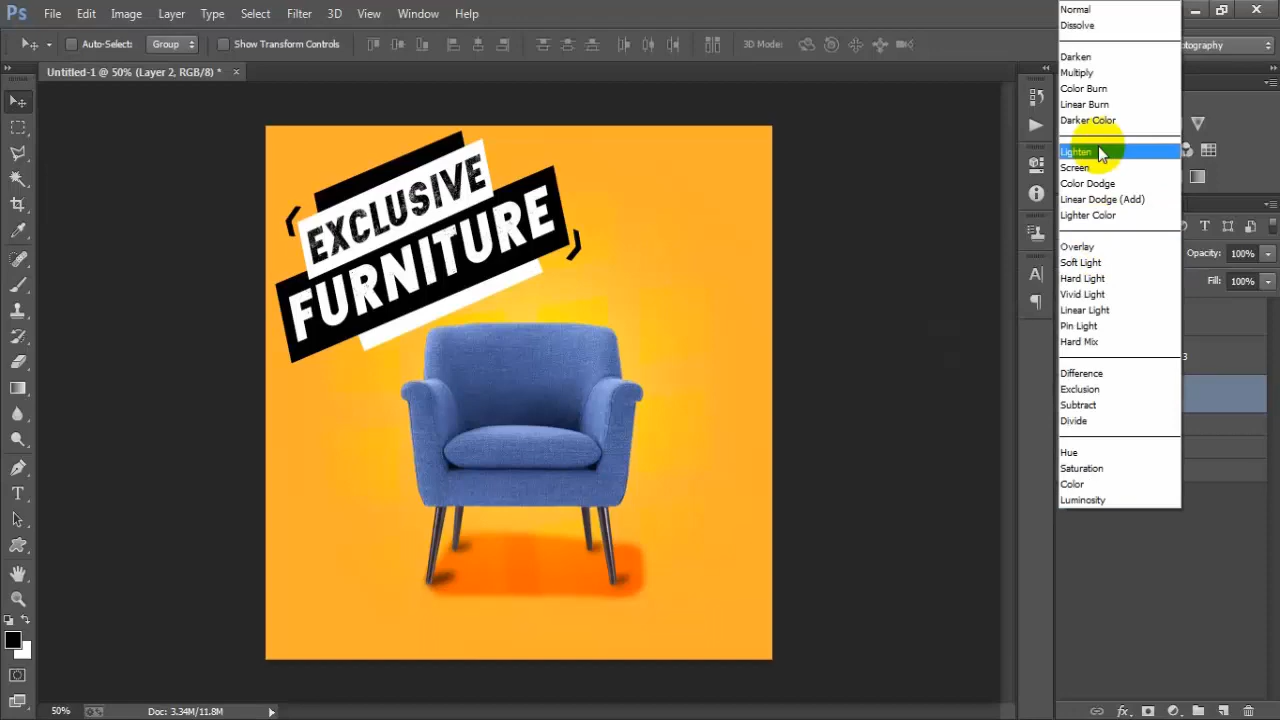 Ps File Edit Image Layer Type Select Filter 3D View Window Help
Auto-Select: Group Show Transform Controls 3D Mode:
Untitled-1 @ 50% (Layer 2, RGB/8) * ×
EXCLUSIVE
FURNITURE
Normal
Dissolve
Darken
Multiply
Color Burn
Linear Burn
Darker Color
Lighten
Screen
Color Dodge
Linear Dodge (Add)
Lighter Color
Overlay
Soft Light
Hard Light
Vivid Light
Linear Light
Pin Light
Hard Mix
Difference
Exclusion
Subtract
Divide
Hue
Saturation
Color
Luminosity
Opacity: 100%
Fill: 100%
3
50% Doc: 3.34M/11.8M